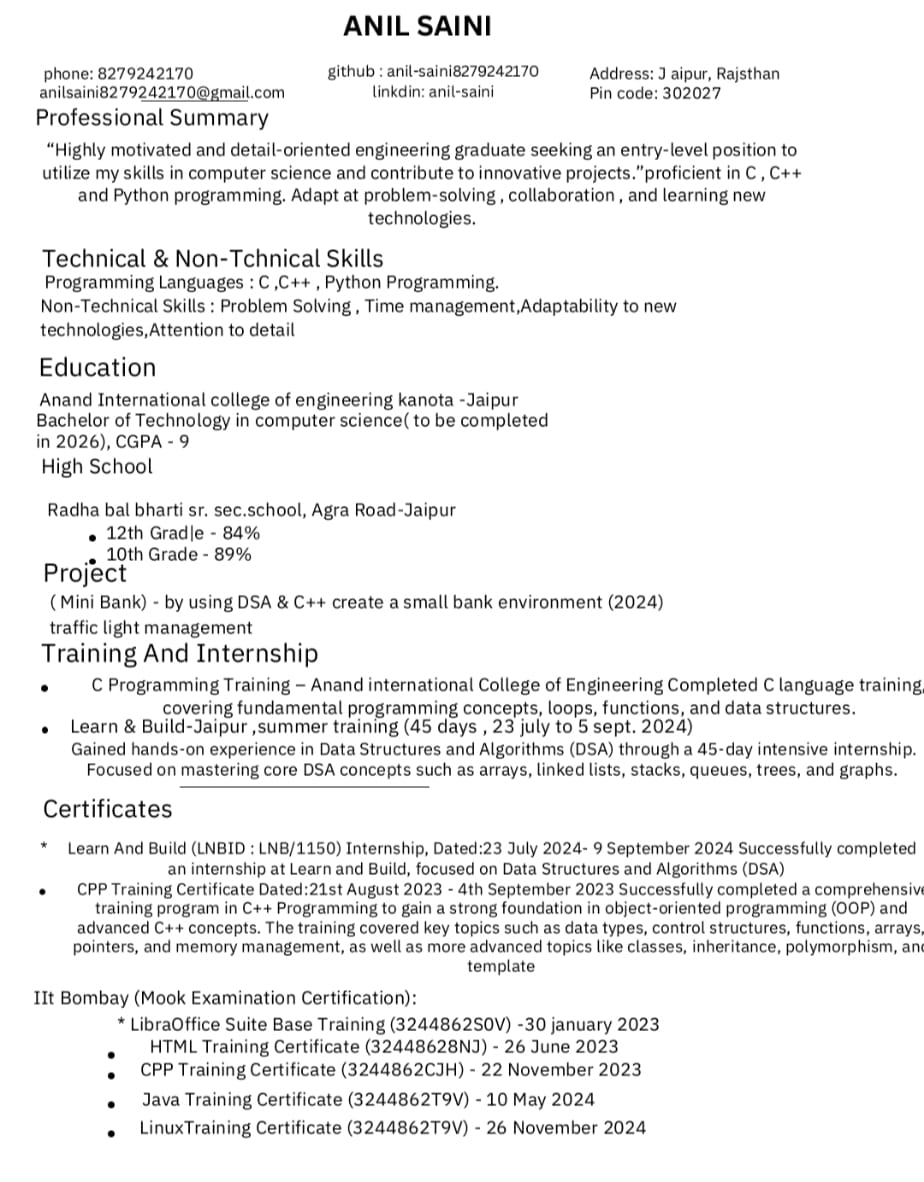 ANIL SAINI
phone: 8279242170
anilsaini8279242170@gmail.com
github : anil-saini8279242170
linkdin: anil-saini
Address: J aipur, Rajsthan
Pin code: 302027
Professional Summary
“Highly motivated and detail-oriented engineering graduate seeking an entry-level position to
utilize my skills in computer science and contribute to innovative projects.”proficient in C , C++
and Python programming. Adapt at problem-solving , collaboration , and learning new
technologies.
Technical & Non-Tchnical Skills
Programming Languages : C ,C++ , Python Programming.
Non-Technical Skills : Problem Solving , Time management,Adaptability to new
technologies,Attention to detail
Education
Anand International college of engineering kanota -Jaipur
Bachelor of Technology in computer science( to be completed
in 2026), CGPA - 9
High School
Radha bal bharti sr. sec.school, Agra Road-Jaipur
• 12th Grad|e - 84%
• 10th Grade - 89%
Project
( Mini Bank) - by using DSA & C++ create a small bank environment (2024)
traffic light management
Training And Internship
• C Programming Training – Anand international College of Engineering Completed C language training,
covering fundamental programming concepts, loops, functions, and data structures.
• Learn & Build-Jaipur ,summer training (45 days , 23 july to 5 sept. 2024)
Gained hands-on experience in Data Structures and Algorithms (DSA) through a 45-day intensive internship.
Focused on mastering core DSA concepts such as arrays, linked lists, stacks, queues, trees, and graphs.
Certificates
* Learn And Build (LNBID : LNB/1150) Internship, Dated:23 July 2024- 9 September 2024 Successfully completed
an internship at Learn and Build, focused on Data Structures and Algorithms (DSA)
• CPP Training Certificate Dated:21st August 2023 - 4th September 2023 Successfully completed a comprehensive
training program in C++ Programming to gain a strong foundation in object-oriented programming (OOP) and
advanced C++ concepts. The training covered key topics such as data types, control structures, functions, arrays,
pointers, and memory management, as well as more advanced topics like classes, inheritance, polymorphism, and
template
IIt Bombay (Mook Examination Certification):
* LibraOffice Suite Base Training (3244862S0V) -30 january 2023
• HTML Training Certificate (32448628NJ) - 26 June 2023
• CPP Training Certificate (3244862CJH) - 22 November 2023
• Java Training Certificate (3244862T9V) - 10 May 2024
• LinuxTraining Certificate (3244862T9V) - 26 November 2024